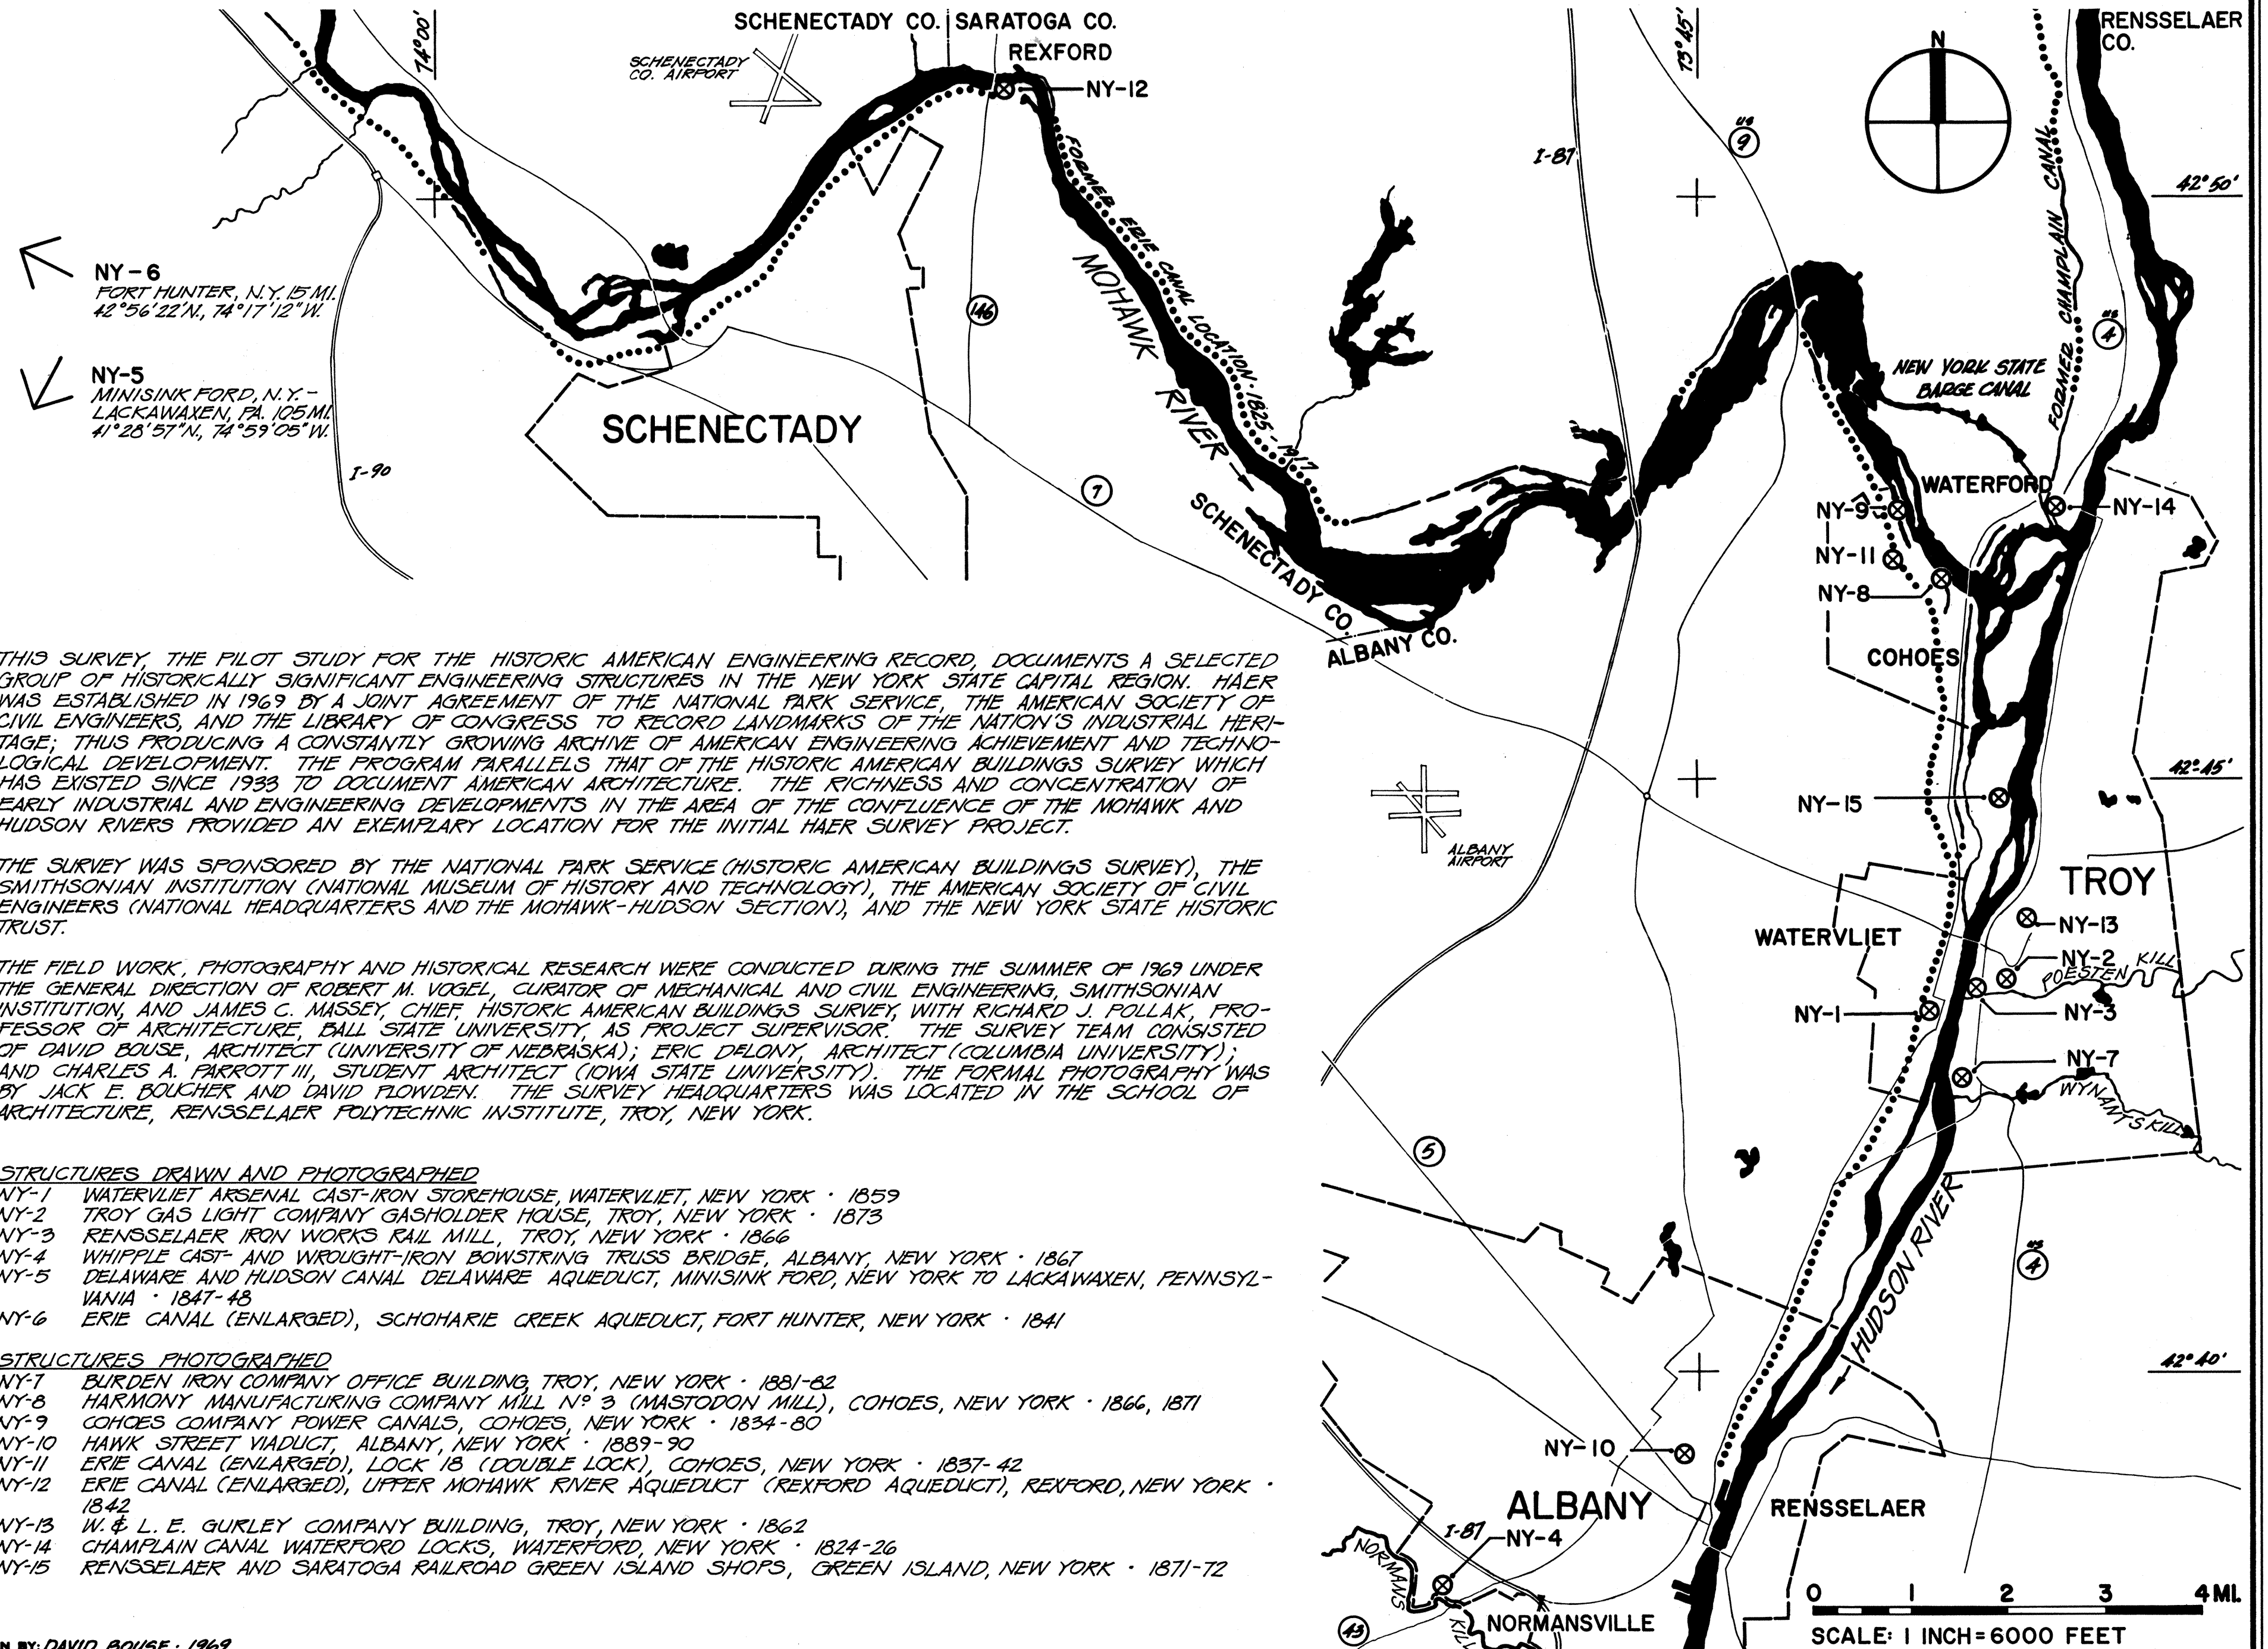 SCHENECTADY CO. | SARATOGA CO.
REXFORD
SCHENECTADY
CO. AIRPORT
74°00'
NY-12
73°45'
N
RENSSELAER
CO.
I-87
US
9
42°50'
FORMER CHAMPLAIN CANAL
FORMER ERIE CANAL LOCATION · 1825-1917
MOHAWK RIVER
146
US
4
NEW YORK STATE
BARGE CANAL
NY-6
FORT HUNTER, N.Y. 15 MI.
42°56'22"N., 74°17'12"W.
NY-5
MINISINK FORD, N.Y. -
LACKAWAXEN, PA. 105 MI.
41°28'57"N., 74°59'05"W.
I-90
SCHENECTADY
7
SCHENECTADY CO.
ALBANY CO.
WATERFORD
NY-9
NY-14
NY-11
NY-8
COHOES
42°45'
NY-15
ALBANY
AIRPORT
TROY
WATERVLIET
NY-13
NY-2
POESTEN KILL
NY-1
NY-3
NY-7
WYNANTSKILL
5
HUDSON RIVER
US
4
42°40'
NY-10
ALBANY
RENSSELAER
I-87
NY-4
NORMANS KILL
NORMANSVILLE
43
0 1 2 3 4 MI.
SCALE: 1 INCH = 6000 FEET
THIS SURVEY, THE PILOT STUDY FOR THE HISTORIC AMERICAN ENGINEERING RECORD, DOCUMENTS A SELECTED
GROUP OF HISTORICALLY SIGNIFICANT ENGINEERING STRUCTURES IN THE NEW YORK STATE CAPITAL REGION. HAER
WAS ESTABLISHED IN 1969 BY A JOINT AGREEMENT OF THE NATIONAL PARK SERVICE, THE AMERICAN SOCIETY OF
CIVIL ENGINEERS, AND THE LIBRARY OF CONGRESS TO RECORD LANDMARKS OF THE NATION'S INDUSTRIAL HERI-
TAGE; THUS PRODUCING A CONSTANTLY GROWING ARCHIVE OF AMERICAN ENGINEERING ACHIEVEMENT AND TECHNO-
LOGICAL DEVELOPMENT. THE PROGRAM PARALLELS THAT OF THE HISTORIC AMERICAN BUILDINGS SURVEY WHICH
HAS EXISTED SINCE 1933 TO DOCUMENT AMERICAN ARCHITECTURE. THE RICHNESS AND CONCENTRATION OF
EARLY INDUSTRIAL AND ENGINEERING DEVELOPMENTS IN THE AREA OF THE CONFLUENCE OF THE MOHAWK AND
HUDSON RIVERS PROVIDED AN EXEMPLARY LOCATION FOR THE INITIAL HAER SURVEY PROJECT.
THE SURVEY WAS SPONSORED BY THE NATIONAL PARK SERVICE (HISTORIC AMERICAN BUILDINGS SURVEY), THE
SMITHSONIAN INSTITUTION (NATIONAL MUSEUM OF HISTORY AND TECHNOLOGY), THE AMERICAN SOCIETY OF CIVIL
ENGINEERS (NATIONAL HEADQUARTERS AND THE MOHAWK-HUDSON SECTION), AND THE NEW YORK STATE HISTORIC
TRUST.
THE FIELD WORK, PHOTOGRAPHY AND HISTORICAL RESEARCH WERE CONDUCTED DURING THE SUMMER OF 1969 UNDER
THE GENERAL DIRECTION OF ROBERT M. VOGEL, CURATOR OF MECHANICAL AND CIVIL ENGINEERING, SMITHSONIAN
INSTITUTION, AND JAMES C. MASSEY, CHIEF, HISTORIC AMERICAN BUILDINGS SURVEY, WITH RICHARD J. POLLAK, PRO-
FESSOR OF ARCHITECTURE, BALL STATE UNIVERSITY, AS PROJECT SUPERVISOR. THE SURVEY TEAM CONSISTED
OF DAVID BOUSE, ARCHITECT (UNIVERSITY OF NEBRASKA); ERIC DELONY, ARCHITECT (COLUMBIA UNIVERSITY);
AND CHARLES A. PARROTT III, STUDENT ARCHITECT (IOWA STATE UNIVERSITY). THE FORMAL PHOTOGRAPHY WAS
BY JACK E. BOUCHER AND DAVID PLOWDEN. THE SURVEY HEADQUARTERS WAS LOCATED IN THE SCHOOL OF
ARCHITECTURE, RENSSELAER POLYTECHNIC INSTITUTE, TROY, NEW YORK.
STRUCTURES DRAWN AND PHOTOGRAPHED
NY-1 WATERVLIET ARSENAL CAST-IRON STOREHOUSE, WATERVLIET, NEW YORK · 1859
NY-2 TROY GAS LIGHT COMPANY GASHOLDER HOUSE, TROY, NEW YORK · 1873
NY-3 RENSSELAER IRON WORKS RAIL MILL, TROY, NEW YORK · 1866
NY-4 WHIPPLE CAST- AND WROUGHT-IRON BOWSTRING TRUSS BRIDGE, ALBANY, NEW YORK · 1867
NY-5 DELAWARE AND HUDSON CANAL DELAWARE AQUEDUCT, MINISINK FORD, NEW YORK TO LACKAWAXEN, PENNSYL-
VANIA · 1847-48
NY-6 ERIE CANAL (ENLARGED), SCHOHARIE CREEK AQUEDUCT, FORT HUNTER, NEW YORK · 1841
STRUCTURES PHOTOGRAPHED
NY-7 BURDEN IRON COMPANY OFFICE BUILDING, TROY, NEW YORK · 1881-82
NY-8 HARMONY MANUFACTURING COMPANY MILL Nº 3 (MASTODON MILL), COHOES, NEW YORK · 1866, 1871
NY-9 COHOES COMPANY POWER CANALS, COHOES, NEW YORK · 1834-80
NY-10 HAWK STREET VIADUCT, ALBANY, NEW YORK · 1889-90
NY-11 ERIE CANAL (ENLARGED), LOCK 18 (DOUBLE LOCK), COHOES, NEW YORK · 1837-42
NY-12 ERIE CANAL (ENLARGED), UPPER MOHAWK RIVER AQUEDUCT (REXFORD AQUEDUCT), REXFORD, NEW YORK ·
1842
NY-13 W. & L. E. GURLEY COMPANY BUILDING, TROY, NEW YORK · 1862
NY-14 CHAMPLAIN CANAL WATERFORD LOCKS, WATERFORD, NEW YORK · 1824-26
NY-15 RENSSELAER AND SARATOGA RAILROAD GREEN ISLAND SHOPS, GREEN ISLAND, NEW YORK · 1871-72
N BY: DAVID BOUSE · 1969